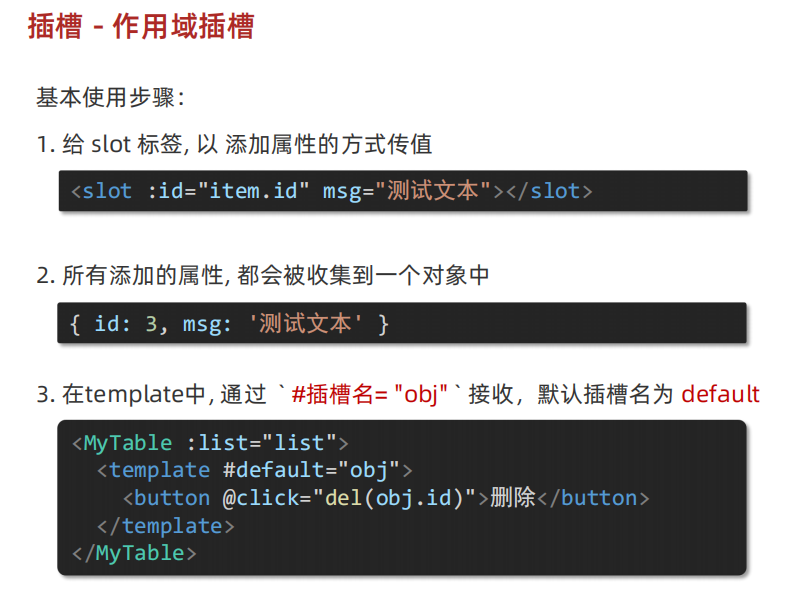 插槽 - 作用域插槽
基本使用步骤：
1. 给 slot 标签, 以 添加属性的方式传值
<slot :id="item.id" msg="测试文本"></slot>
2. 所有添加的属性, 都会被收集到一个对象中
{ id: 3, msg: '测试文本' }
3. 在template中, 通过 `#插槽名= "obj"` 接收，默认插槽名为 default
<MyTable :list="list">
  <template #default="obj">
    <button @click="del(obj.id)">删除</button>
  </template>
</MyTable>